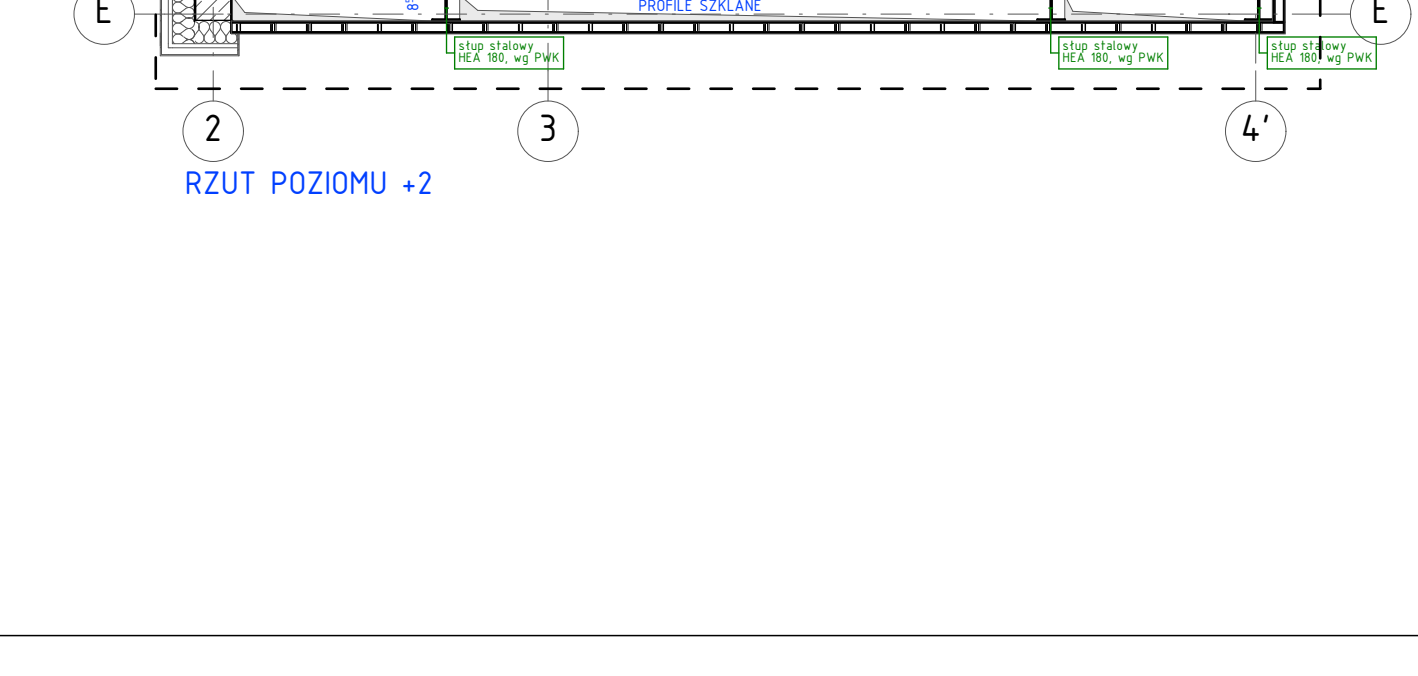 PROFILE SZKLANE
E
E
słup stalowy
HEA 180, wg PWK
słup stalowy
HEA 180, wg PWK
słup stalowy
HEA 180, wg PWK
2
3
4'
RZUT POZIOMU +2